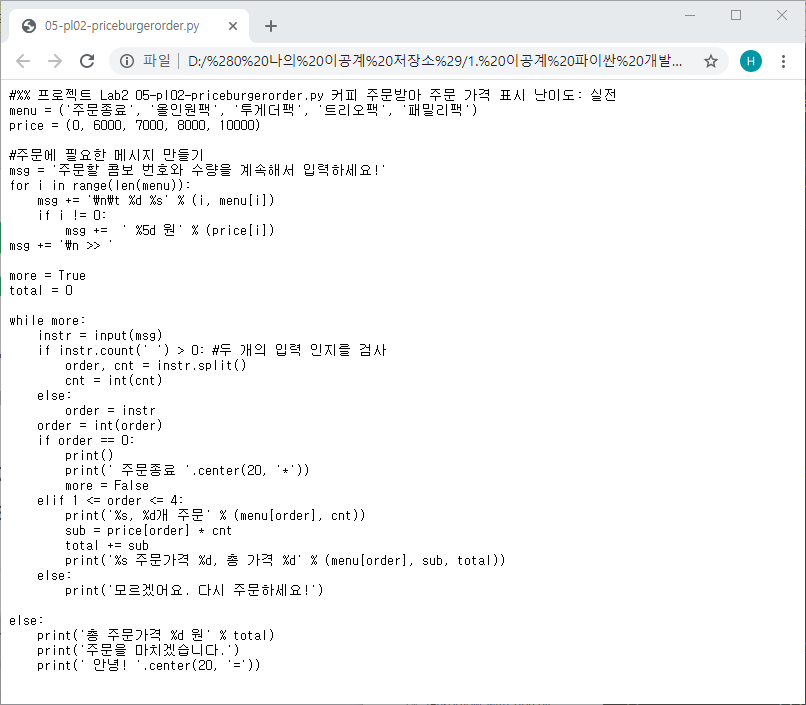 05-pl02-priceburgerorder.py
파일 | D:/%280%20나의%20이공계%20저장소%29/1.%20이공계%20파이싼%20개발...
H
#%% 프로젝트 Lab2 05-pl02-priceburgerorder.py 커피 주문받아 주문 가격 표시 난이도: 실전
menu = ('주문종료', '올인원팩', '투게더팩', '트리오팩', '패밀리팩')
price = (0, 6000, 7000, 8000, 10000)
#주문에 필요한 메시지 만들기
msg = '주문할 콤보 번호와 수량을 계속해서 입력하세요!'
for i in range(len(menu)):
    msg += '₩n₩t %d %s' % (i, menu[i])
    if i != 0:
        msg +=  ' %5d 원' % (price[i])
msg += '₩n >> '
more = True
total = 0
while more:
    instr = input(msg)
    if instr.count(' ') > 0: #두 개의 입력 인지를 검사
        order, cnt = instr.split()
        cnt = int(cnt)
    else:
        order = instr
    order = int(order)
    if order == 0:
        print()
        print(' 주문종료 '.center(20, '*'))
        more = False
    elif 1 <= order <= 4:
        print('%s, %d개 주문' % (menu[order], cnt))
        sub = price[order] * cnt
        total += sub
        print('%s 주문가격 %d, 총 가격 %d' % (menu[order], sub, total))
    else:
        print('모르겠어요. 다시 주문하세요!')
else:
    print('총 주문가격 %d 원' % total)
    print('주문을 마치겠습니다.')
    print(' 안녕! '.center(20, '='))